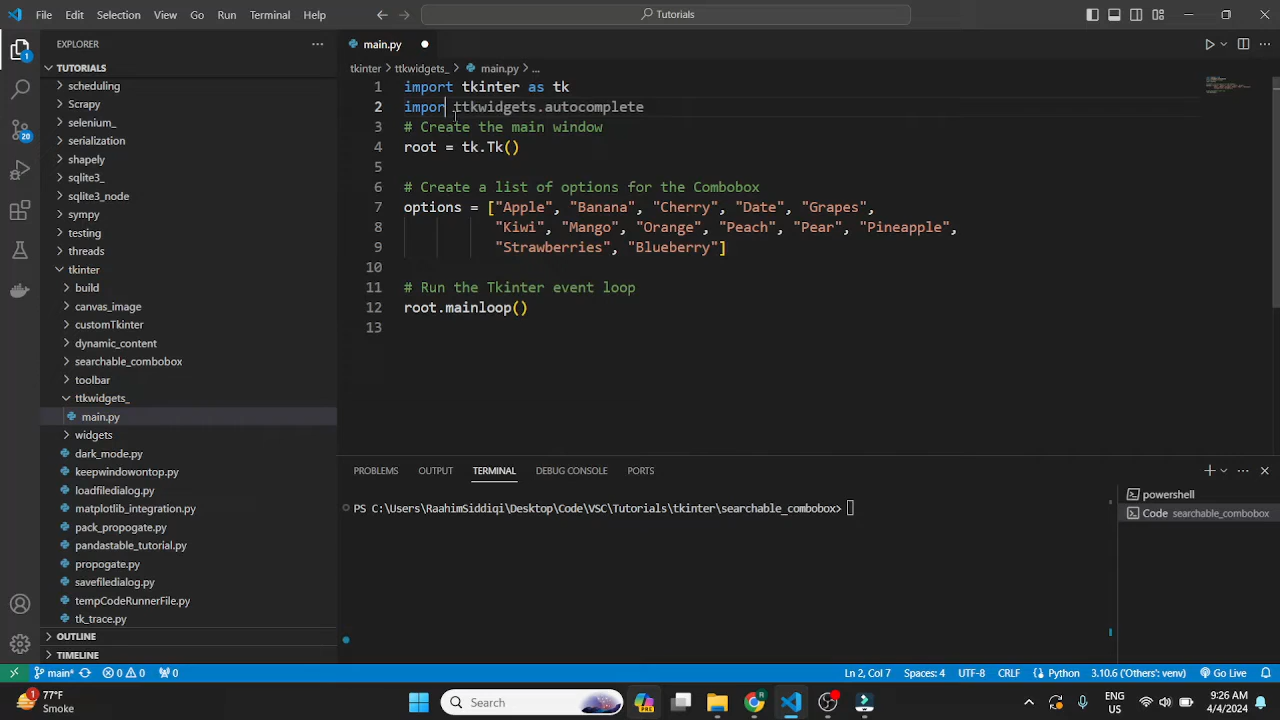 File Edit Selection View Go Run Terminal Help
Tutorials
EXPLORER
main.py
TUTORIALS
tkinter > ttkwidgets_ > main.py > ...
scheduling
Scrapy
selenium_
serialization
shapely
sqlite3_
sqlite3_node
sympy
testing
threads
tkinter
build
canvas_image
customTkinter
dynamic_content
searchable_combobox
toolbar
ttkwidgets_
main.py
widgets
dark_mode.py
keepwindowontop.py
loadfiledialog.py
matplotlib_integration.py
pack_propogate.py
pandastable_tutorial.py
propogate.py
savefiledialog.py
tempCodeRunnerFile.py
tk_trace.py
OUTLINE
TIMELINE
1
20
1 import tkinter as tk
2 impor ttkwidgets.autocomplete
3 # Create the main window
4 root = tk.Tk()
5
6 # Create a list of options for the Combobox
7 options = ["Apple", "Banana", "Cherry", "Date", "Grapes",
8 "Kiwi", "Mango", "Orange", "Peach", "Pear", "Pineapple",
9 "Strawberries", "Blueberry"]
10
11 # Run the Tkinter event loop
12 root.mainloop()
13
PROBLEMS OUTPUT TERMINAL DEBUG CONSOLE PORTS
PS C:\Users\RaahimSiddiqi\Desktop\Code\VSC\Tutorials\tkinter\searchable_combobox>
powershell
Code searchable_combobox
main* 0 0 0 Ln 2, Col 7 Spaces: 4 UTF-8 CRLF Python 3.10.6 ('Others': venv) Go Live
1 77°F
Smoke
Search
PRE
ENG
US
9:26 AM
4/4/2024